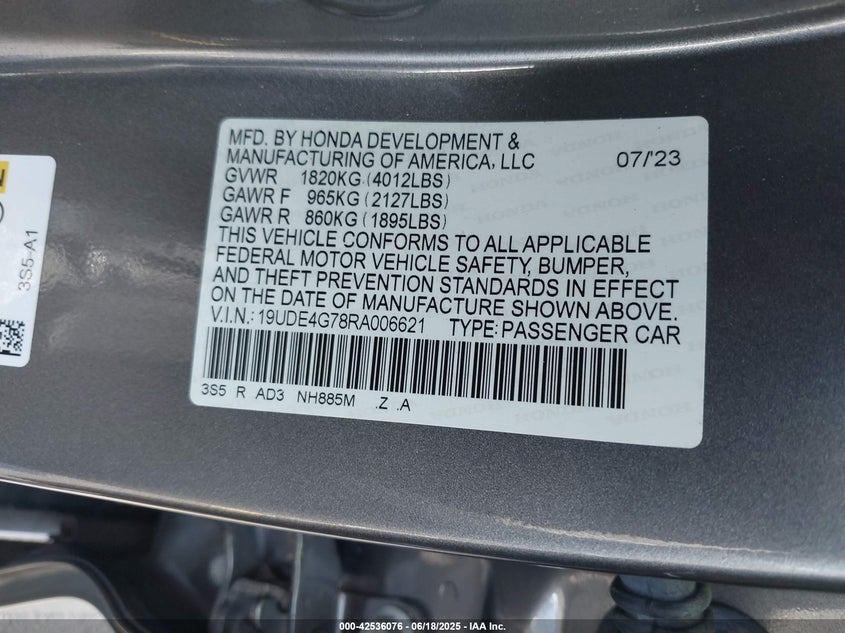 MFD. BY HONDA DEVELOPMENT &
MANUFACTURING OF AMERICA, LLC 07/'23
GVWR 1820KG (4012LBS)
GAWR F 965KG (2127LBS)
GAWR R 860KG (1895LBS)
THIS VEHICLE CONFORMS TO ALL APPLICABLE
FEDERAL MOTOR VEHICLE SAFETY, BUMPER,
AND THEFT PREVENTION STANDARDS IN EFFECT
ON THE DATE OF MANUFACTURE SHOWN ABOVE.
V.I.N.: 19UDE4G78RA006621 TYPE: PASSENGER CAR
3S5 R AD3 NH885M .Z .A
3S5-A1
000-42536076 - 06/18/2025 - IAA Inc.